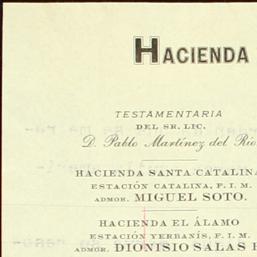 HACIENDA
TESTAMENTARIA
DEL SR. LIC.
D. Pablo Martínez del Río
HACIENDA SANTA CATALINA
ESTACIÓN CATALINA, F. I. M.
ADMOR. MIGUEL SOTO.
HACIENDA EL ÁLAMO
ESTACIÓN YERBANÍS, F. I. M.
ADMOR. DIONISIO SALAS